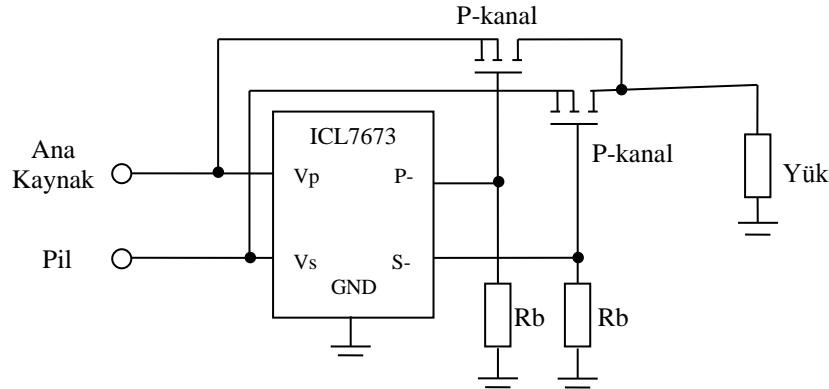 P-kanal
ICL7673
P-kanal
Ana
Kaynak
Vp
P-
Yük
Pil
Vs
S-
GND
Rb
Rb